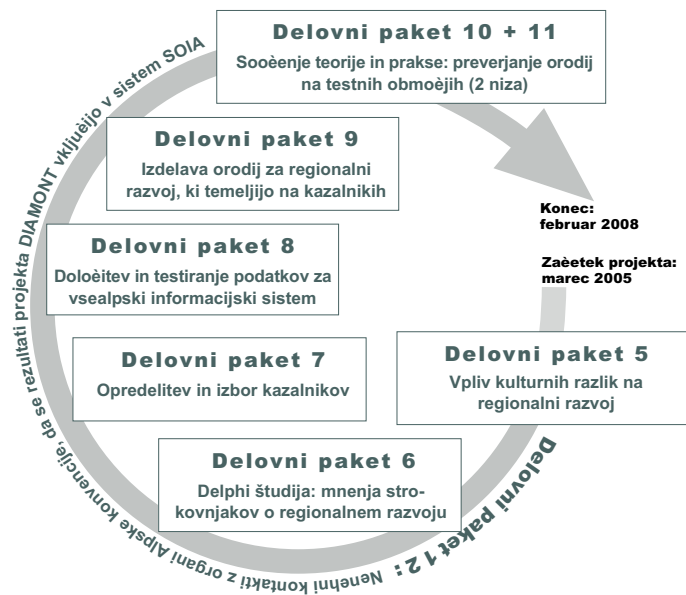 Delovni paket 10 + 11
Sooèenje teorije in prakse: preverjanje orodij
na testnih obmoèjih (2 niza)
Delovni paket 9
Izdelava orodij za regionalni
razvoj, ki temeljijo na kazalnikih
Konec:
februar 2008
Delovni paket 8
Doloèitev in testiranje podatkov za
vsealpski informacijski sistem
Zaèetek projekta:
marec 2005
Delovni paket 7
Opredelitev in izbor kazalnikov
Delovni paket 5
Vpliv kulturnih razlik na
regionalni razvoj
Delovni paket 6
Delphi študija: mnenja stro-
kovnjakov o regionalnem razvoju
Delovni paket 12: Nenehni kontakti z organi Alpske konvencije, da se rezultati projekta DIAMONT vkljuèijo v sistem SOIA